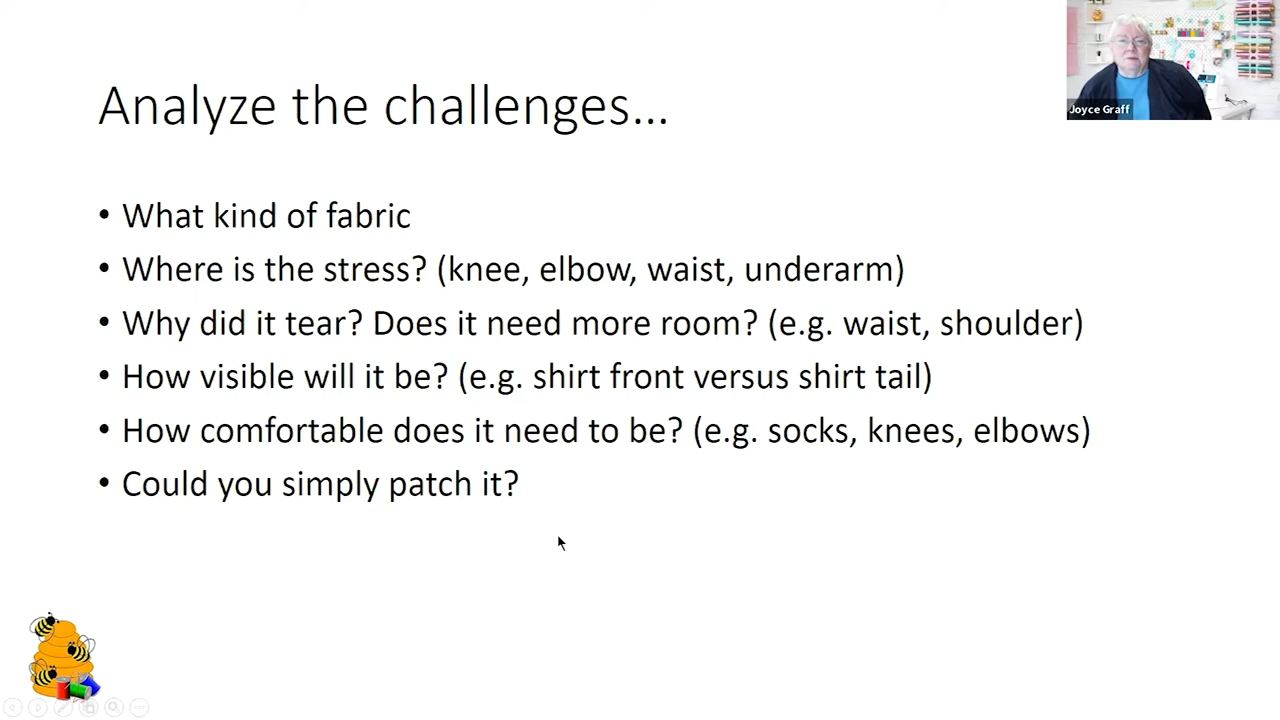 Joyce Graff
Analyze the challenges...
• What kind of fabric
• Where is the stress? (knee, elbow, waist, underarm)
• Why did it tear? Does it need more room? (e.g. waist, shoulder)
• How visible will it be? (e.g. shirt front versus shirt tail)
• How comfortable does it need to be? (e.g. socks, knees, elbows)
• Could you simply patch it?